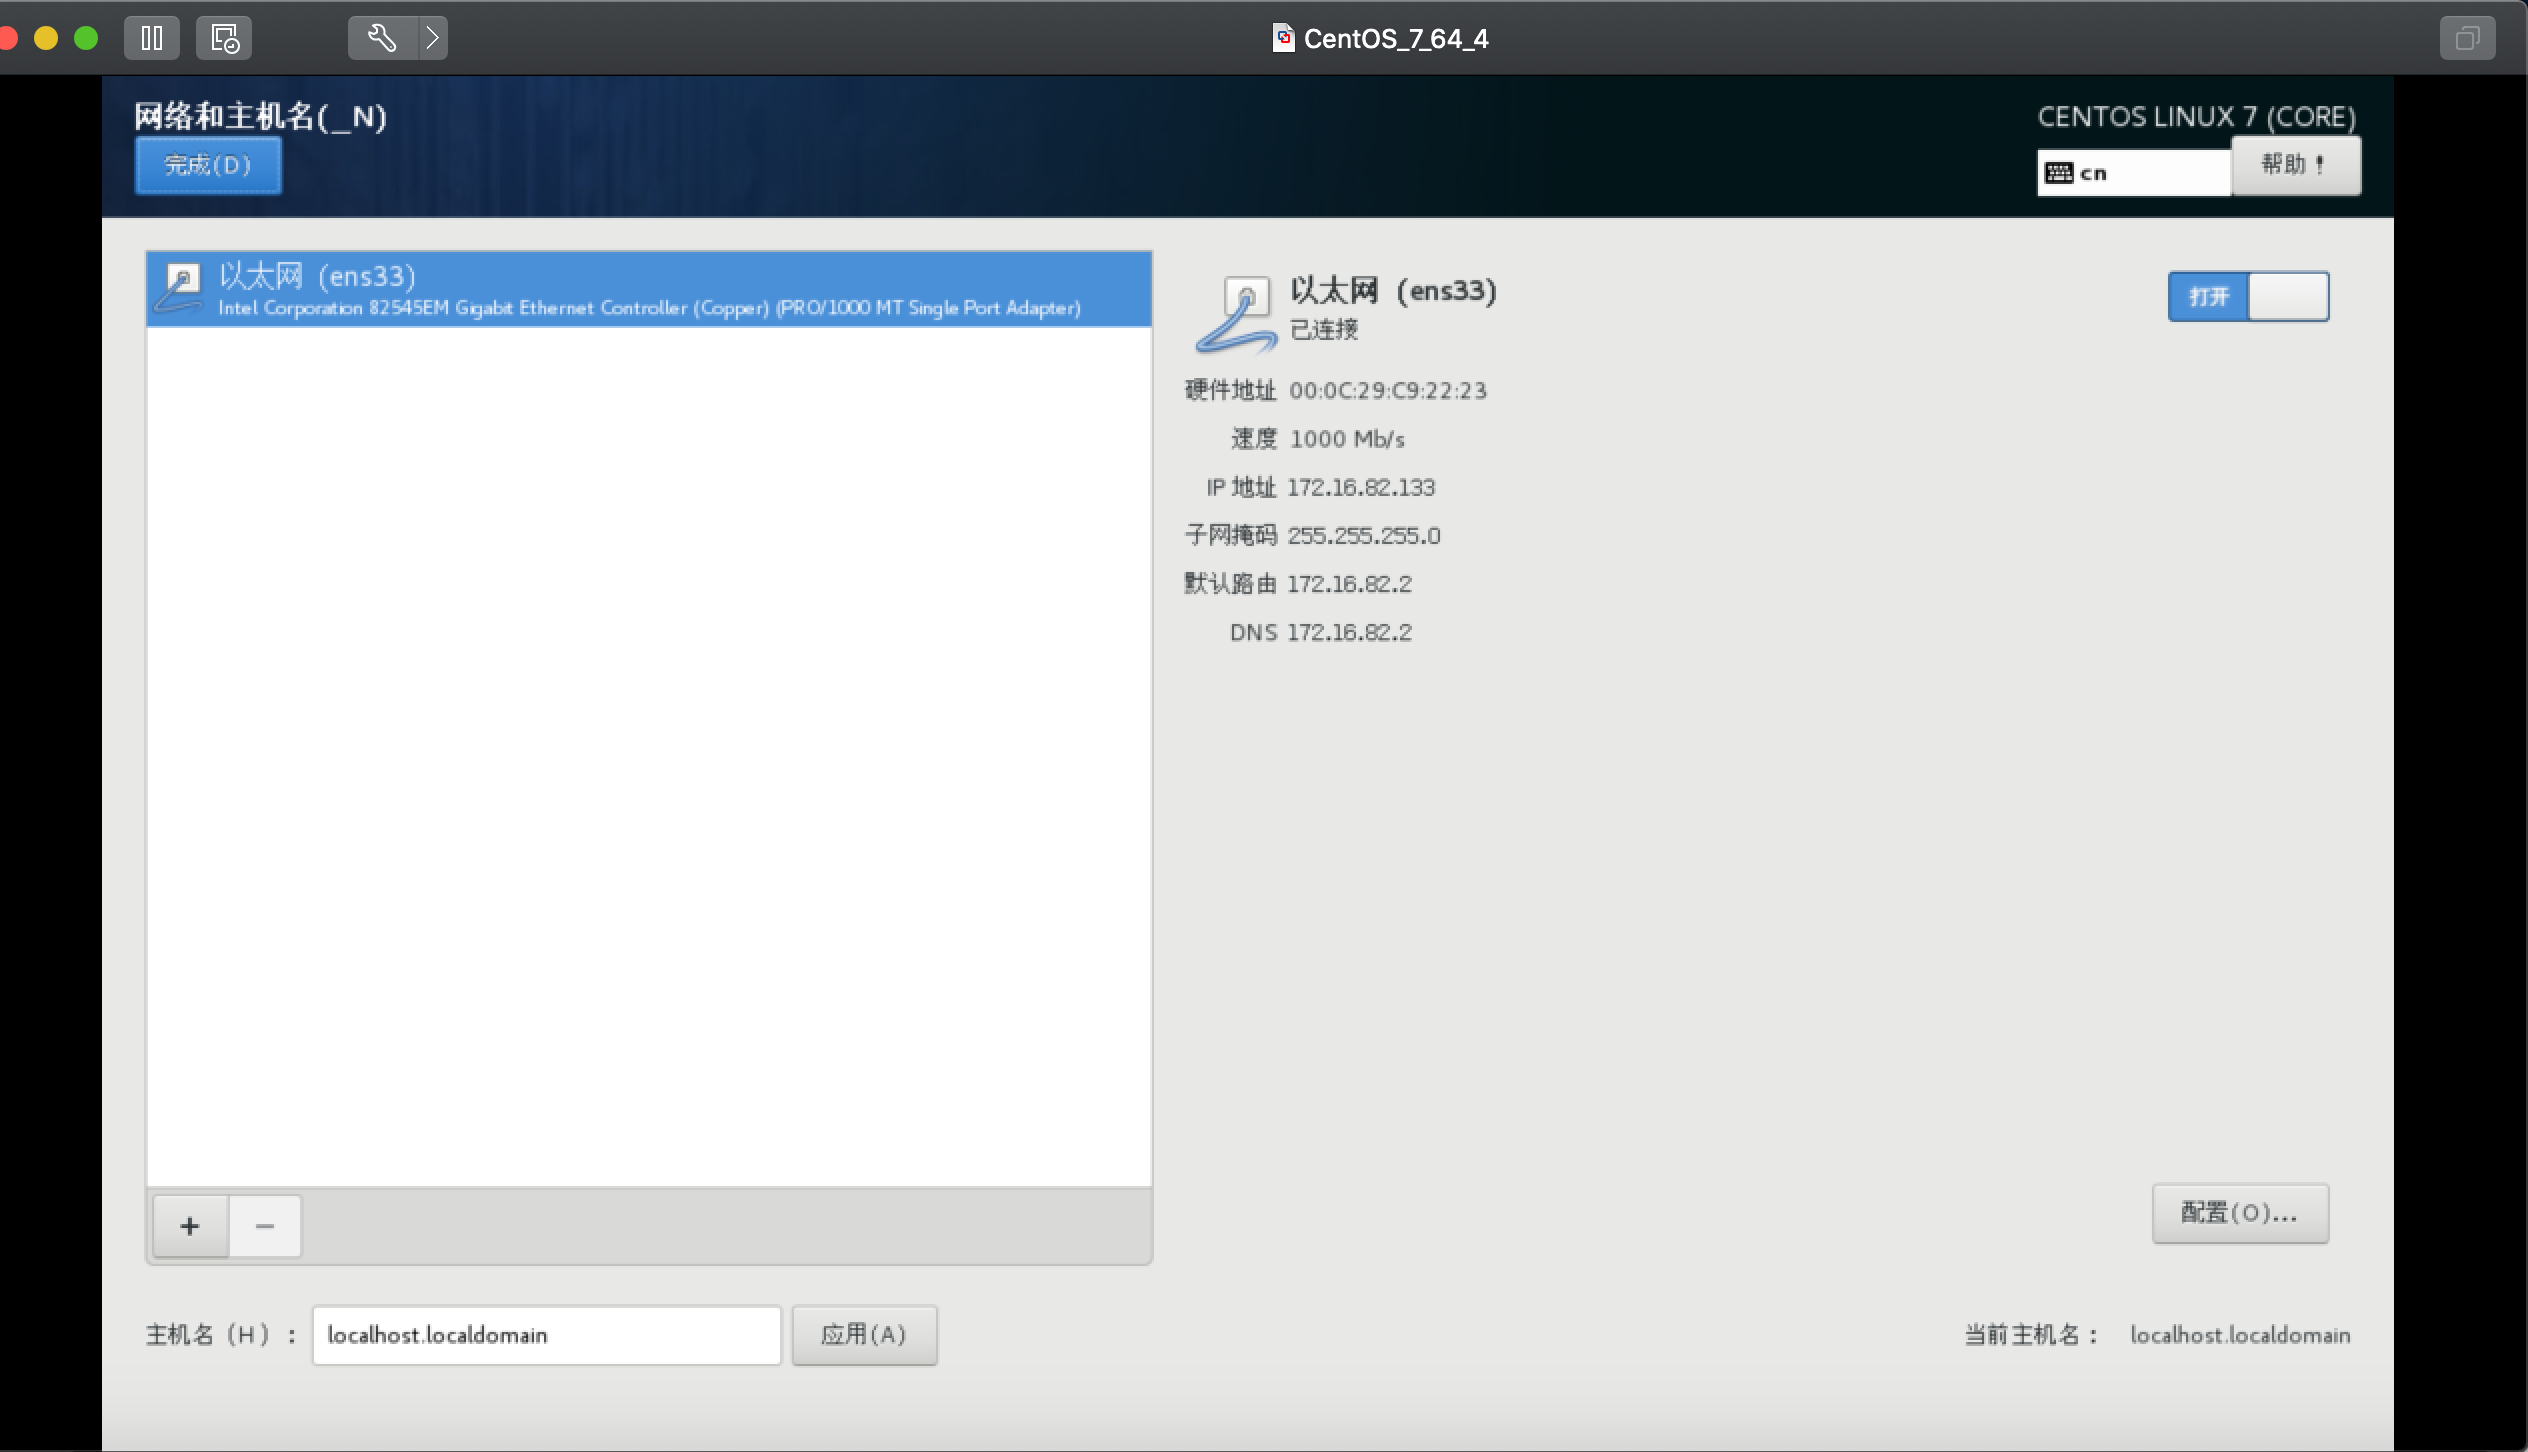 CentOS_7_64_4
网络和主机名(_N)
CENTOS LINUX 7 (CORE)
完成(D)
cn
帮助！
以太网（ens33）
Intel Corporation 82545EM Gigabit Ethernet Controller (Copper) (PRO/1000 MT Single Port Adapter)
以太网（ens33）
已连接
打开
硬件地址 00:0C:29:C9:22:23
速度 1000 Mb/s
IP 地址 172.16.82.133
子网掩码 255.255.255.0
默认路由 172.16.82.2
DNS 172.16.82.2
+ −
配置(O)...
主机名（H）： localhost.localdomain 应用(A)
当前主机名： localhost.localdomain